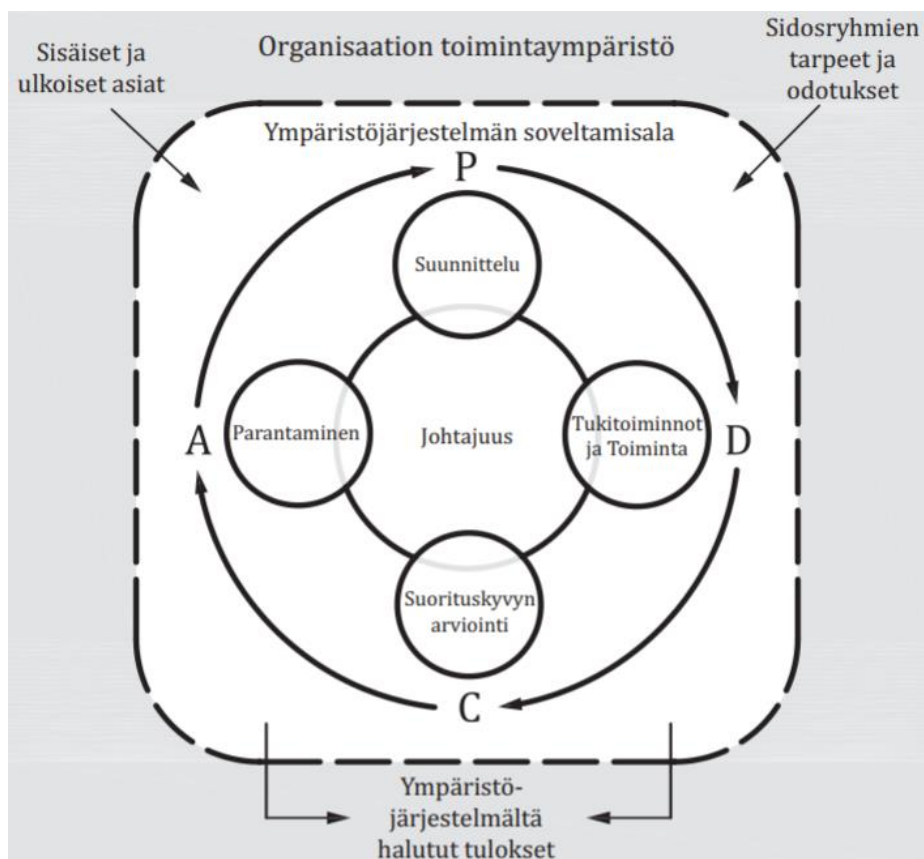 Sisäiset ja
ulkoiset asiat
Organisaation toimintaympäristö
Sidosryhmien
tarpeet ja
odotukset
Ympäristöjärjestelmän soveltamisala
P
Suunnittelu
A
Parantaminen
Johtajuus
Tukitoiminnot
ja Toiminta
D
Suorituskyvyn
arviointi
C
Ympäristö-
järjestelmältä
halutut tulokset